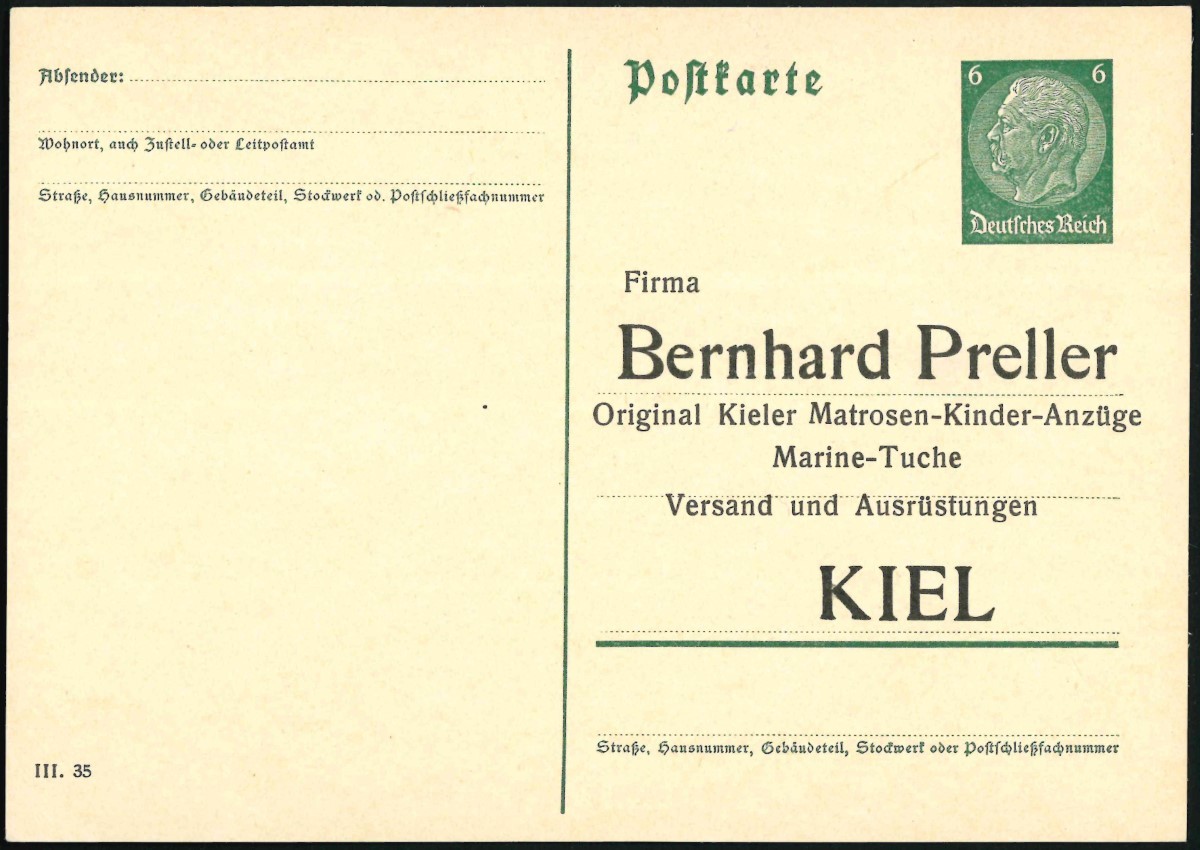 Absender:
Wohnort, auch Zustell- oder Leitpostamt
Straße, Hausnummer, Gebäudeteil, Stockwerk od. Postschließfachnummer
III. 35
Postkarte
6 6
Deutsches Reich
Firma
Bernhard Preller
Original Kieler Matrosen-Kinder-Anzüge
Marine-Tuche
Versand und Ausrüstungen
KIEL
Straße, Hausnummer, Gebäudeteil, Stockwerk oder Postschließfachnummer